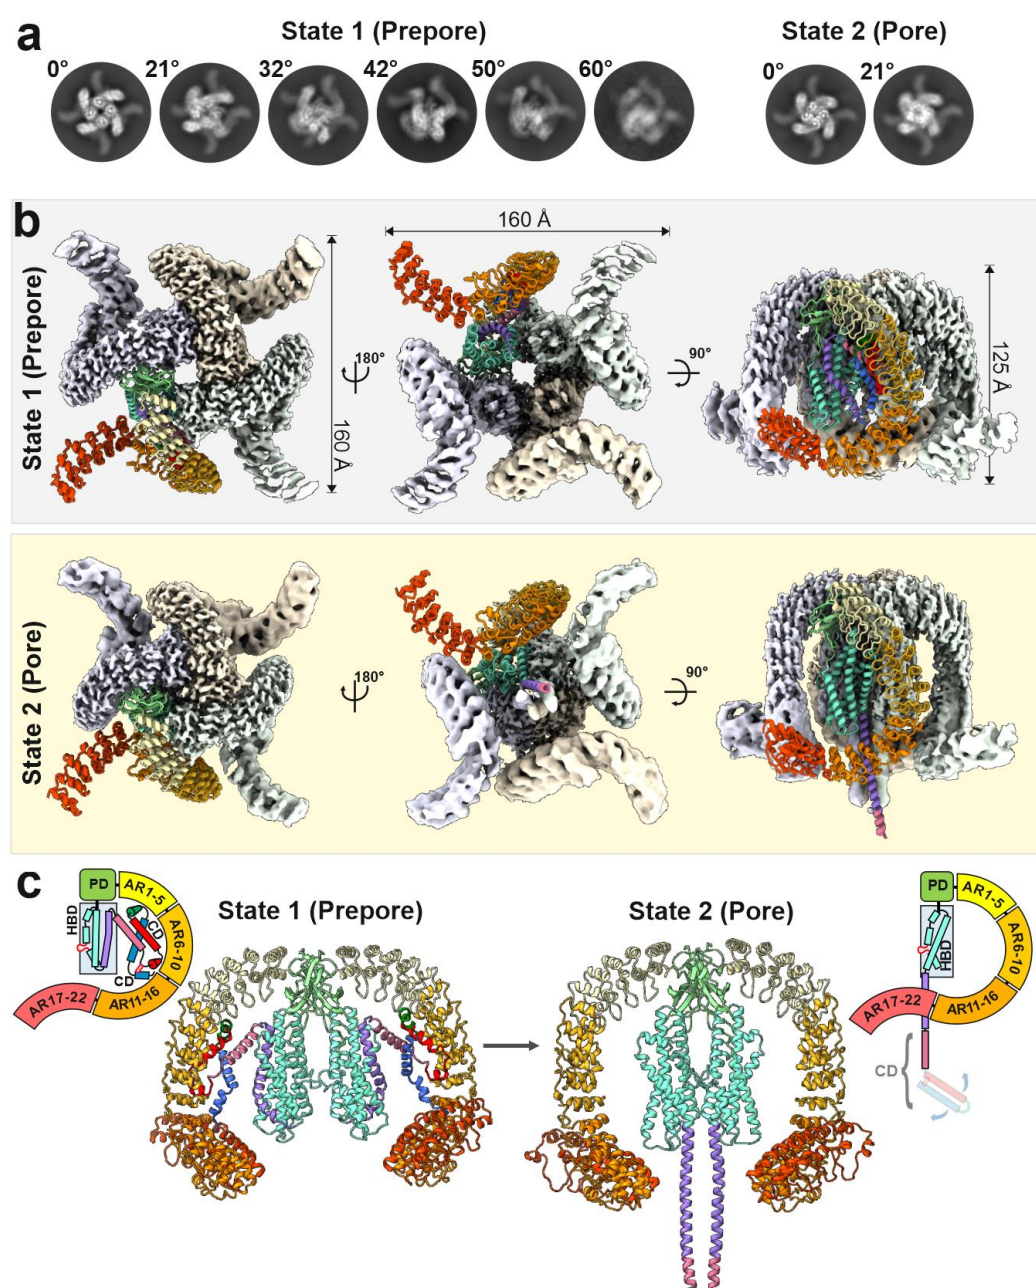 a
State 1 (Prepore)
State 2 (Pore)
0°
21°
32°
42°
50°
60°
0°
21°
b
State 1 (Prepore)
160 Å
180°
160 Å
90°
125 Å
State 2 (Pore)
180°
90°
c
PD
AR1-5
AR6-10
AR11-16
AR17-22
HBD
CD
CD
State 1 (Prepore)
State 2 (Pore)
PD
AR1-5
AR6-10
AR11-16
AR17-22
HBD
CD